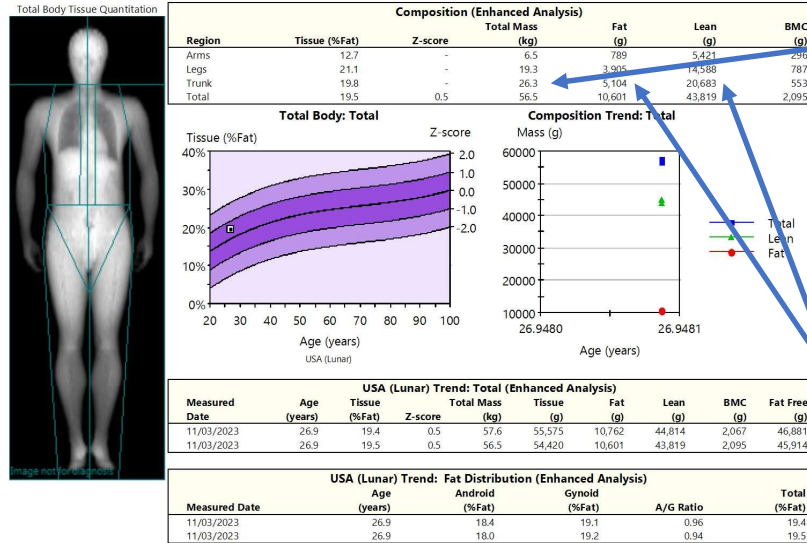 Total Body Tissue Quantitation
Image not for diagnosis
Composition (Enhanced Analysis)
Region Tissue (%Fat) Z-score Total Mass (kg) Fat (g) Lean (g) BMC (g)
Arms 12.7 - 6.5 789 5,421 296
Legs 21.1 - 19.3 3,905 14,588 787
Trunk 19.8 - 26.3 5,104 20,683 553
Total 19.5 0.5 56.5 10,601 43,819 2,095
Total Body: Total
Tissue (%Fat) Z-score
40%
30%
20%
10%
0%
2.0
1.0
0.0
-1.0
-2.0
20 30 40 50 60 70 80 90 100
Age (years)
USA (Lunar)
Composition Trend: Total
Mass (g)
60000
50000
40000
30000
20000
10000
26.9480 26.9481
Age (years)
Total
Lean
Fat
USA (Lunar) Trend: Total (Enhanced Analysis)
Measured Date Age (years) Tissue (%Fat) Z-score Total Mass (kg) Tissue (g) Fat (g) Lean (g) BMC (g) Fat Free (g)
11/03/2023 26.9 19.4 0.5 57.6 55,575 10,762 44,814 2,067 46,881
11/03/2023 26.9 19.5 0.5 56.5 54,420 10,601 43,819 2,095 45,914
USA (Lunar) Trend: Fat Distribution (Enhanced Analysis)
Measured Date Age (years) Android (%Fat) Gynoid (%Fat) A/G Ratio Total (%Fat)
11/03/2023 26.9 18.4 19.1 0.96 19.4
11/03/2023 26.9 18.0 19.2 0.94 19.5